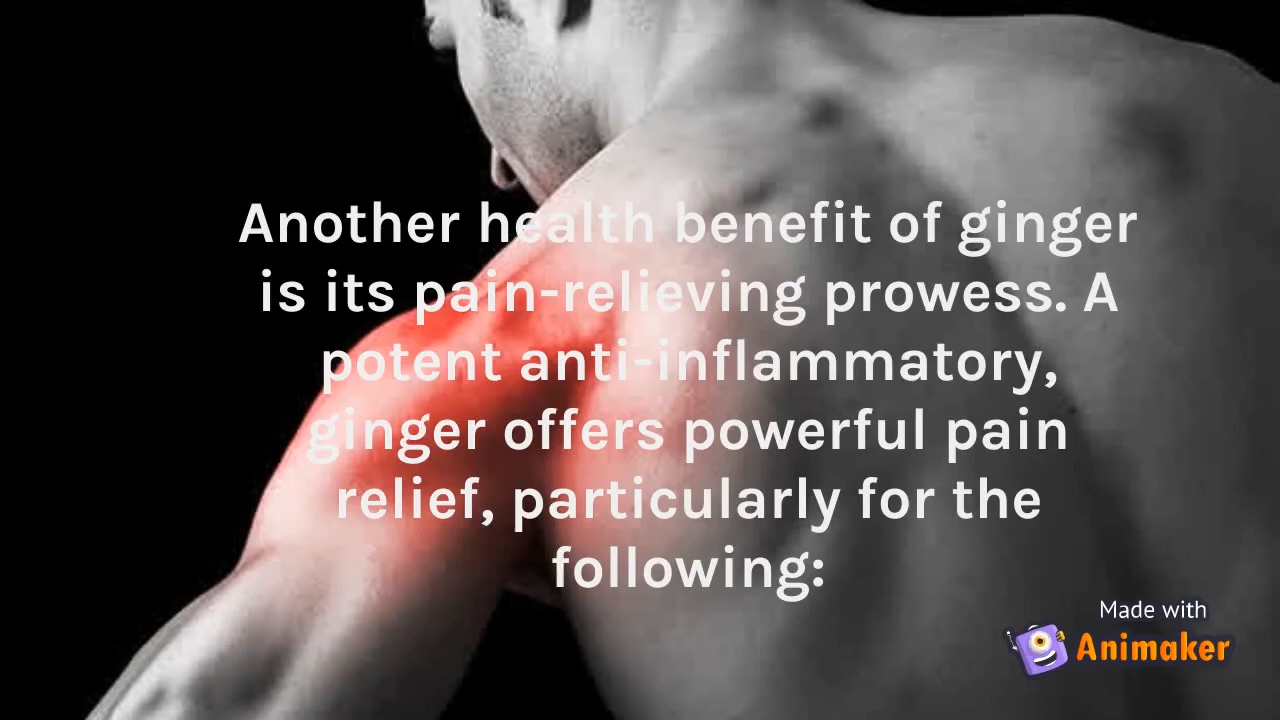 Another health benefit of ginger
is its pain-relieving prowess. A
potent anti-inflammatory,
ginger offers powerful pain
relief, particularly for the
following:
Made with
Animaker